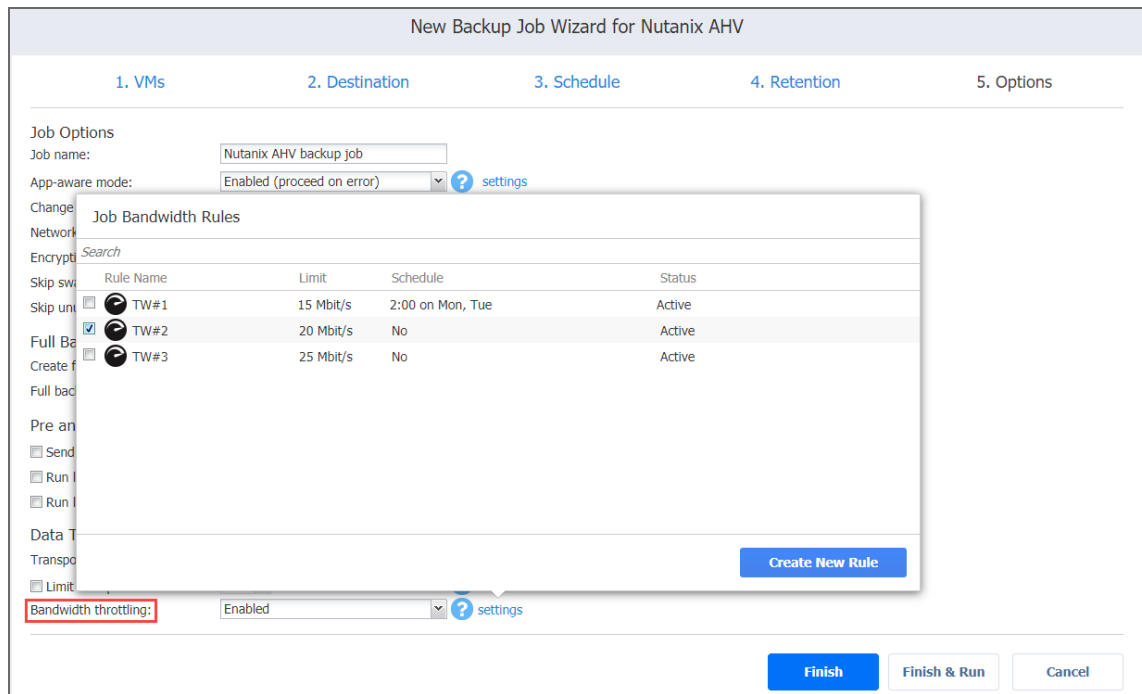 New Backup Job Wizard for Nutanix AHV
1. VMs 2. Destination 3. Schedule 4. Retention 5. Options
Job Options
Job name: Nutanix AHV backup job
App-aware mode: Enabled (proceed on error) ? settings
Change
Network
Job Bandwidth Rules
Encrypti
Search
Skip swa
Rule Name Limit Schedule Status
Skip unu
TW#1 15 Mbit/s 2:00 on Mon, Tue Active
TW#2 20 Mbit/s No Active
TW#3 25 Mbit/s No Active
Full Ba
Create f
Full bac
Pre an
Send
Run l
Run l
Data T
Transpo
Create New Rule
Limit
Bandwidth throttling: Enabled ? settings
Finish Finish & Run Cancel